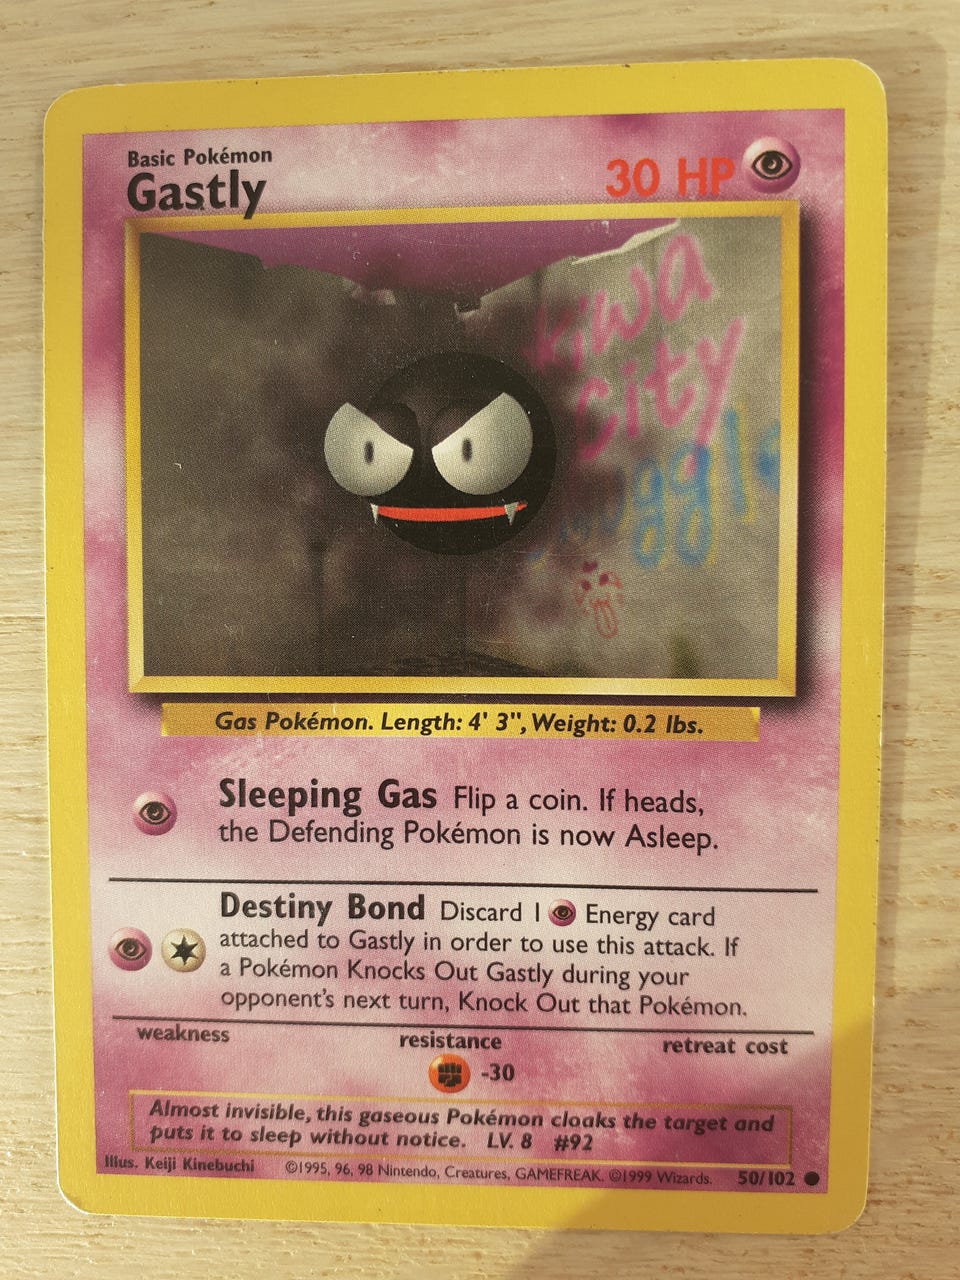 Basic Pokémon
Gastly
30 HP
city
Gas Pokémon. Length: 4' 3", Weight: 0.2 lbs.
Sleeping Gas Flip a coin. If heads,
the Defending Pokémon is now Asleep.
Destiny Bond Discard 1 Energy card
attached to Gastly in order to use this attack. If
a Pokémon Knocks Out Gastly during your
opponent's next turn, Knock Out that Pokémon.
weakness
resistance
retreat cost
-30
Almost invisible, this gaseous Pokémon cloaks the target and
puts it to sleep without notice. LV. 8 #92
Illus. Keiji Kinebuchi ©1995, 96, 98 Nintendo, Creatures, GAMEFREAK. ©1999 Wizards. 50/102